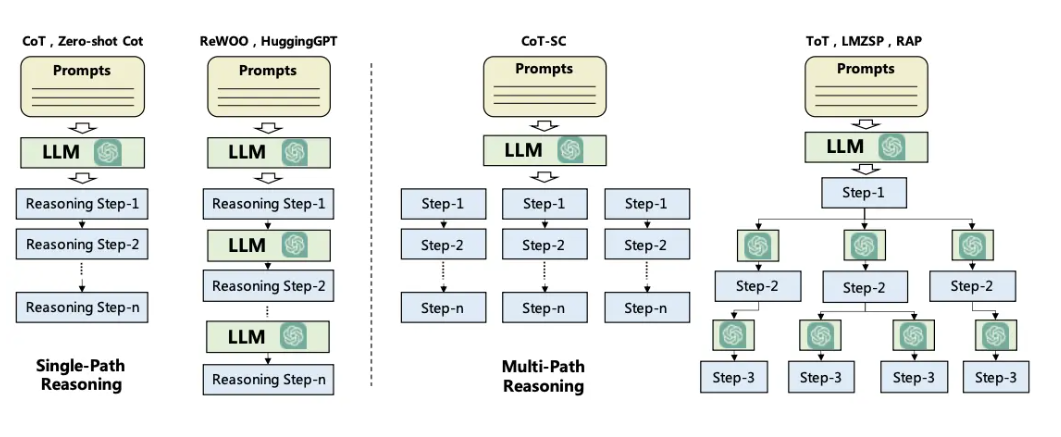 CoT , Zero-shot Cot
Prompts
LLM
Reasoning Step-1
Reasoning Step-2
Reasoning Step-n
Single-Path
Reasoning
ReWOO , HuggingGPT
Prompts
LLM
Reasoning Step-1
LLM
Reasoning Step-2
LLM
Reasoning Step-n
CoT-SC
Prompts
LLM
Step-1
Step-1
Step-1
Step-2
Step-2
Step-2
Step-n
Step-n
Step-n
Multi-Path
Reasoning
ToT , LMZSP , RAP
Prompts
LLM
Step-1
Step-2
Step-2
Step-2
Step-3
Step-3
Step-3
Step-3